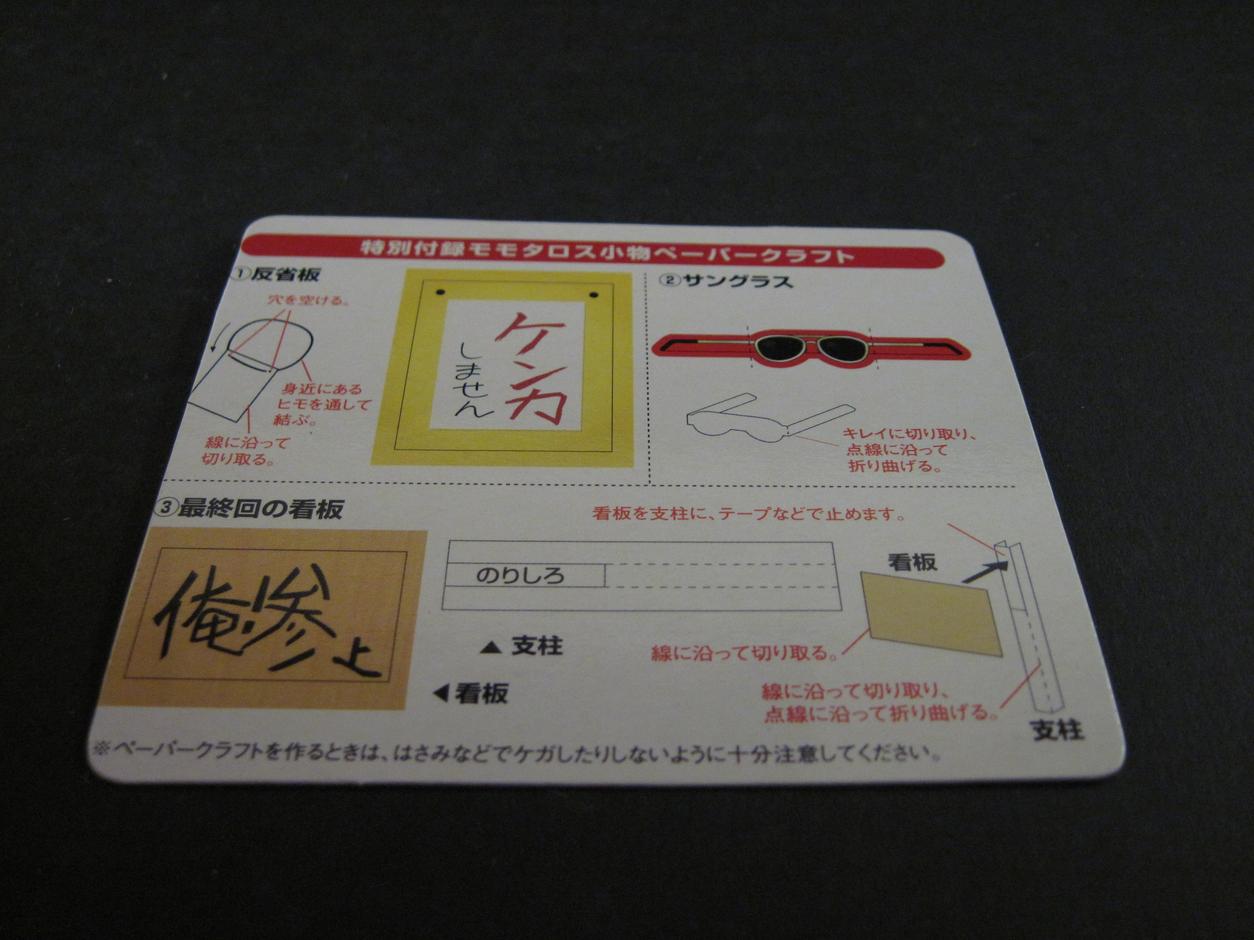 特別付録モモタロス小物ペーパークラフト
①反省板
穴を空ける。
身近にある
ヒモを通して
結ぶ。
線に沿って
切り取る。
ケンカ
しません
②サングラス
キレイに切り取り、
点線に沿って
折り曲げる。
③最終回の看板
俺参上
のりしろ
▲支柱
◀看板
看板を支柱に、テープなどで止めます。
看板
線に沿って切り取る。
線に沿って切り取り、
点線に沿って折り曲げる。
支柱
※ペーパークラフトを作るときは、はさみなどでケガしたりしないように十分注意してください。